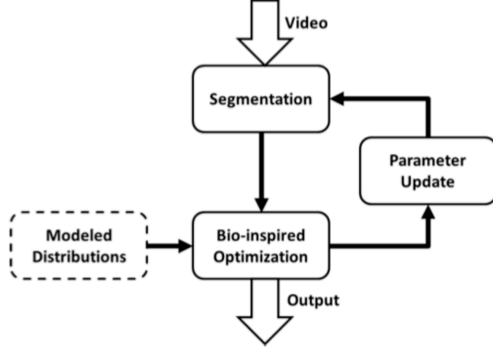 Video
Segmentation
Parameter
Update
Modeled
Distributions
Bio-inspired
Optimization
Output